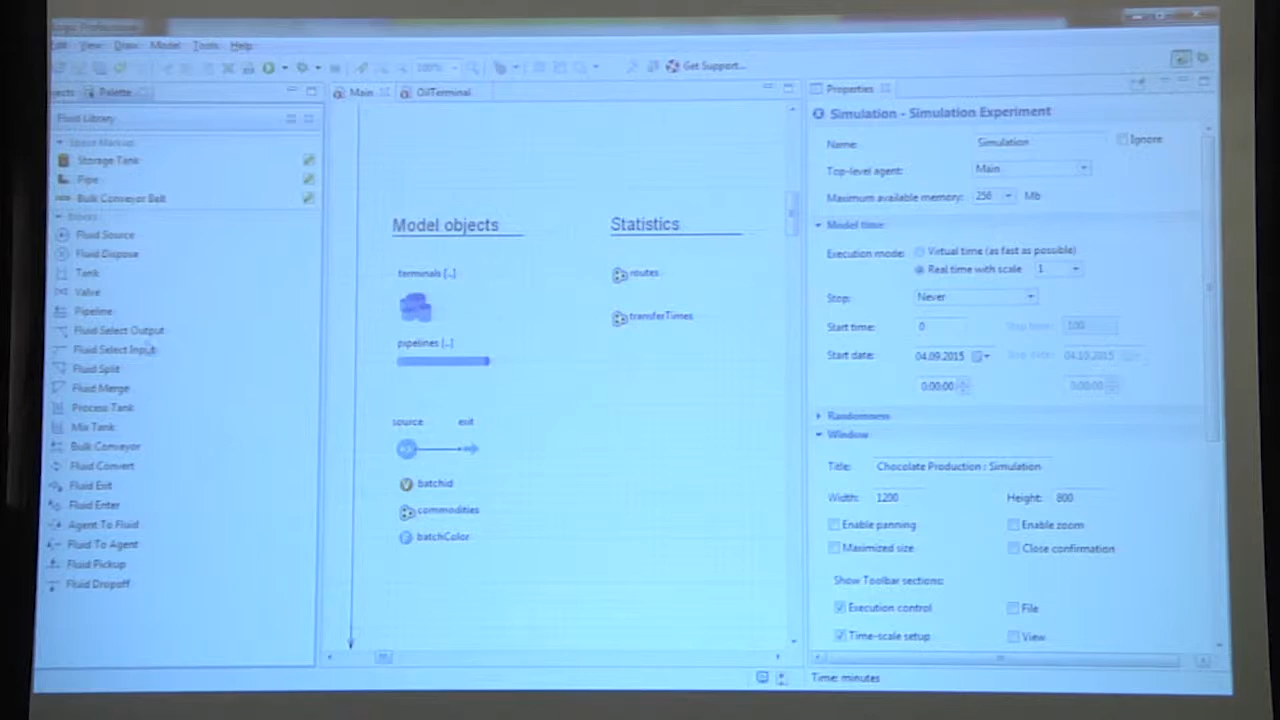 Logic Professional
Edit View Draw Model Tools Help
100% Get Support...
Palette
Fluid Library
Space Markup
Storage Tank
Pipe
Bulk Conveyor Belt
Blocks
Fluid Source
Fluid Dispose
Tank
Valve
Pipeline
Fluid Select Output
Fluid Select Input
Fluid Split
Fluid Merge
Process Tank
Mix Tank
Bulk Conveyor
Fluid Convert
Fluid Exit
Fluid Enter
Agent To Fluid
Fluid To Agent
Fluid Pickup
Fluid Dropoff
Main OilTerminal
Model objects
terminals [..]
pipelines [..]
source exit
batchid
commodities
batchColor
Statistics
routes
transferTimes
Properties
Simulation - Simulation Experiment
Name: Simulation Ignore
Top-level agent: Main
Maximum available memory: 256 Mb
Model time
Execution mode: Virtual time (as fast as possible)
Real time with scale 1
Stop: Never
Start time: 0 Stop time: 100
Start date: 04.09.2015 Stop date: 04.10.2015
0:00:00 0:00:00
Randomness
Window
Title: Chocolate Production : Simulation
Width: 1200 Height: 800
Enable panning Enable zoom
Maximized size Close confirmation
Show Toolbar sections:
Execution control File
Time-scale setup View
Time: minutes